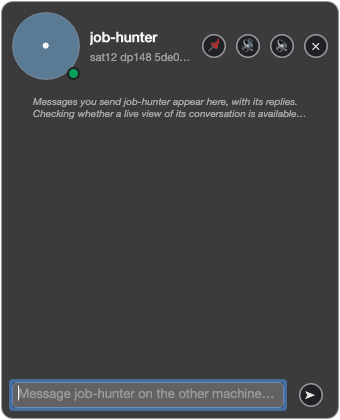 job-hunter
sat12 dp148 5de0…
Messages you send job-hunter appear here, with its replies.
Checking whether a live view of its conversation is available…
Message job-hunter on the other machine…